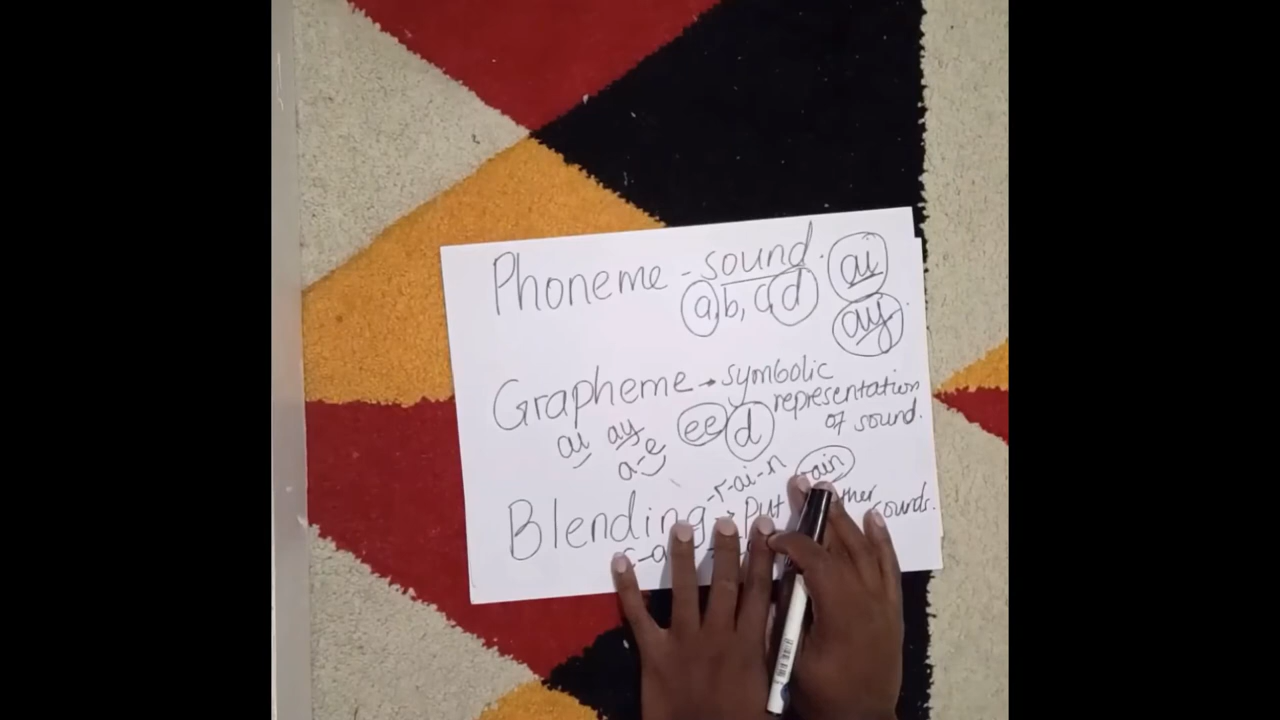 Phoneme - sound. ai
a, b, c, d ay
Grapheme → symbolic
representation
of sound.
ai ay ee d
a-e
-r-ai-n rain
Blending → Put
sounds.